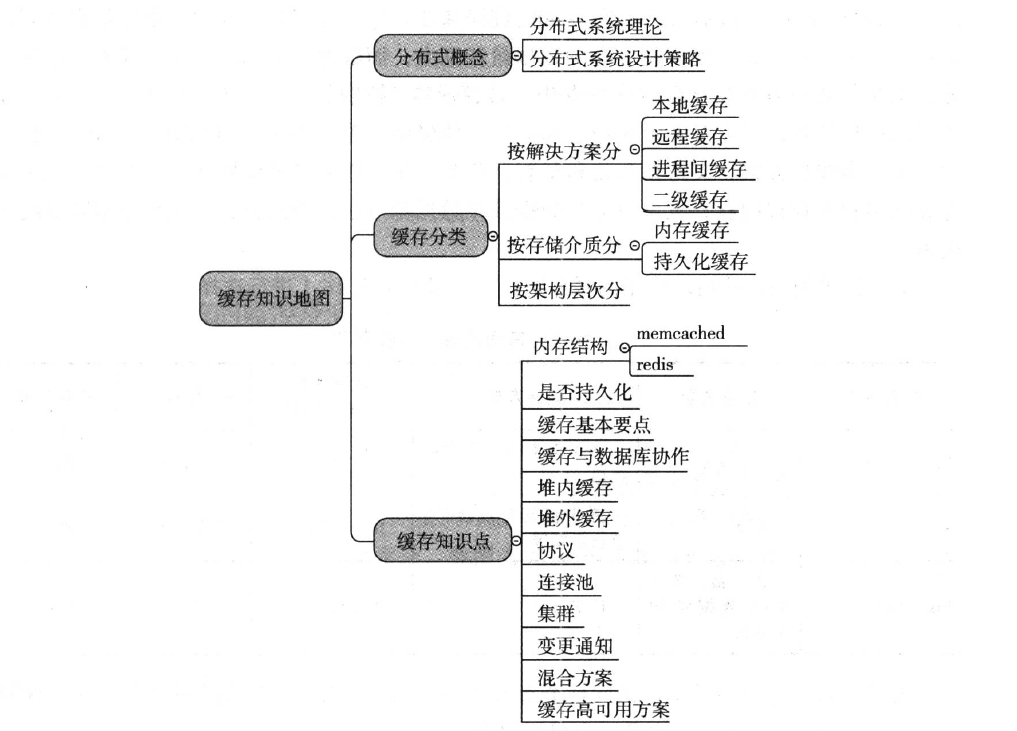 缓存知识地图
分布式概念
分布式系统理论
分布式系统设计策略
缓存分类
按解决方案分
本地缓存
远程缓存
进程间缓存
二级缓存
按存储介质分
内存缓存
持久化缓存
按架构层次分
缓存知识点
内存结构
memcached
redis
是否持久化
缓存基本要点
缓存与数据库协作
堆内缓存
堆外缓存
协议
连接池
集群
变更通知
混合方案
缓存高可用方案